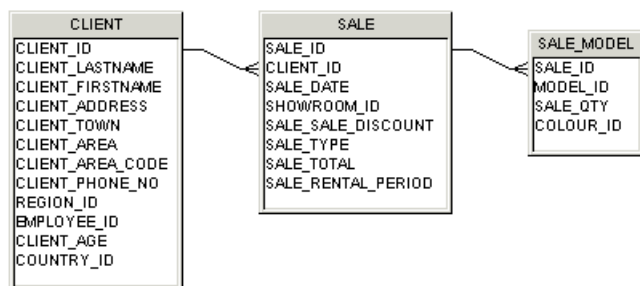 CLIENT
CLIENT_ID
CLIENT_LASTNAME
CLIENT_FIRSTNAME
CLIENT_ADDRESS
CLIENT_TOWN
CLIENT_AREA
CLIENT_AREA_CODE
CLIENT_PHONE_NO
REGION_ID
EMPLOYEE_ID
CLIENT_AGE
COUNTRY_ID
SALE
SALE_ID
CLIENT_ID
SALE_DATE
SHOWROOM_ID
SALE_SALE_DISCOUNT
SALE_TYPE
SALE_TOTAL
SALE_RENTAL_PERIOD
SALE_MODEL
SALE_ID
MODEL_ID
SALE_QTY
COLOUR_ID